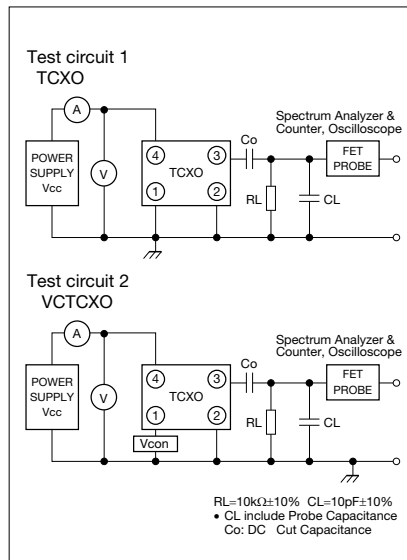 Test circuit 1
TCXO
A
POWER
SUPPLY
Vcc
V
4
3
TCXO
1
2
Co
RL
CL
Spectrum Analyzer &
Counter, Oscilloscope
FET
PROBE
Test circuit 2
VCTCXO
A
POWER
SUPPLY
Vcc
V
4
3
TCXO
1
2
Vcon
Co
RL
CL
Spectrum Analyzer &
Counter, Oscilloscope
FET
PROBE
RL=10kΩ±10% CL=10pF±10%
• CL include Probe Capacitance
Co: DC Cut Capacitance